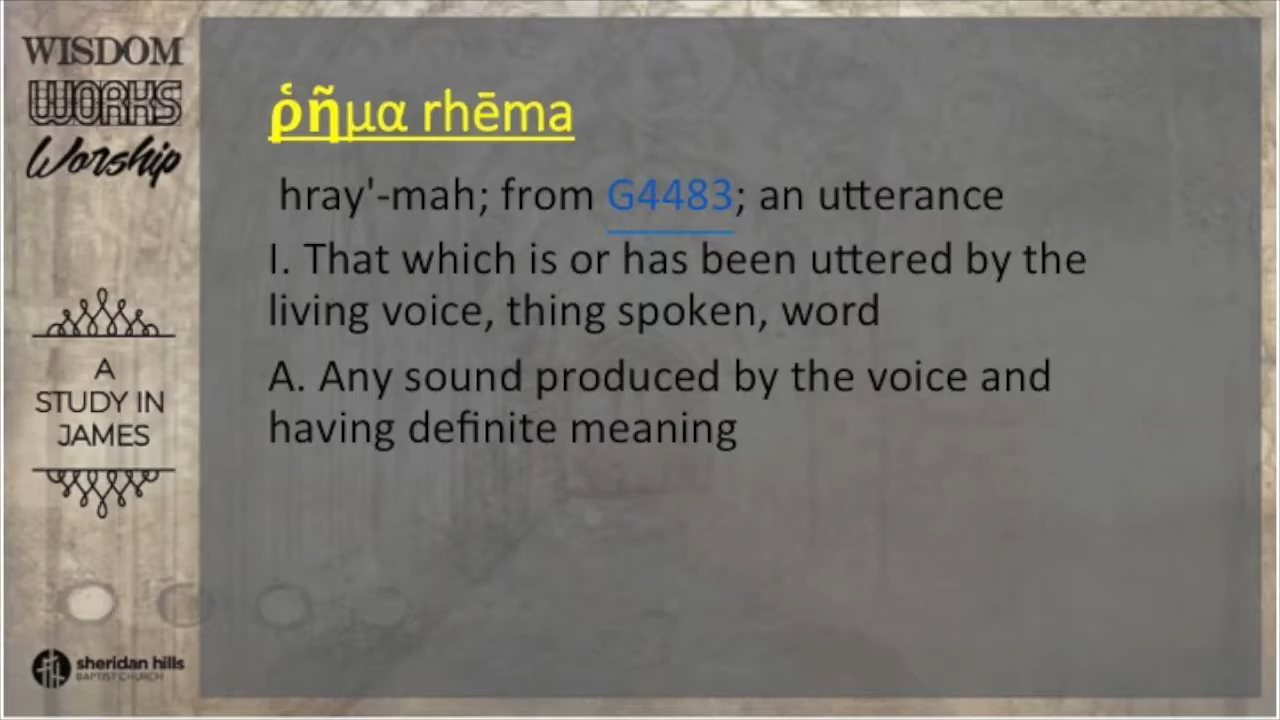 WISDOM
WORKS
Worship
A
STUDY IN
JAMES
sheridan hills
BAPTIST CHURCH
ῥῆμα rhēma
hray'-mah; from G4483; an utterance
I. That which is or has been uttered by the
living voice, thing spoken, word
A. Any sound produced by the voice and
having definite meaning